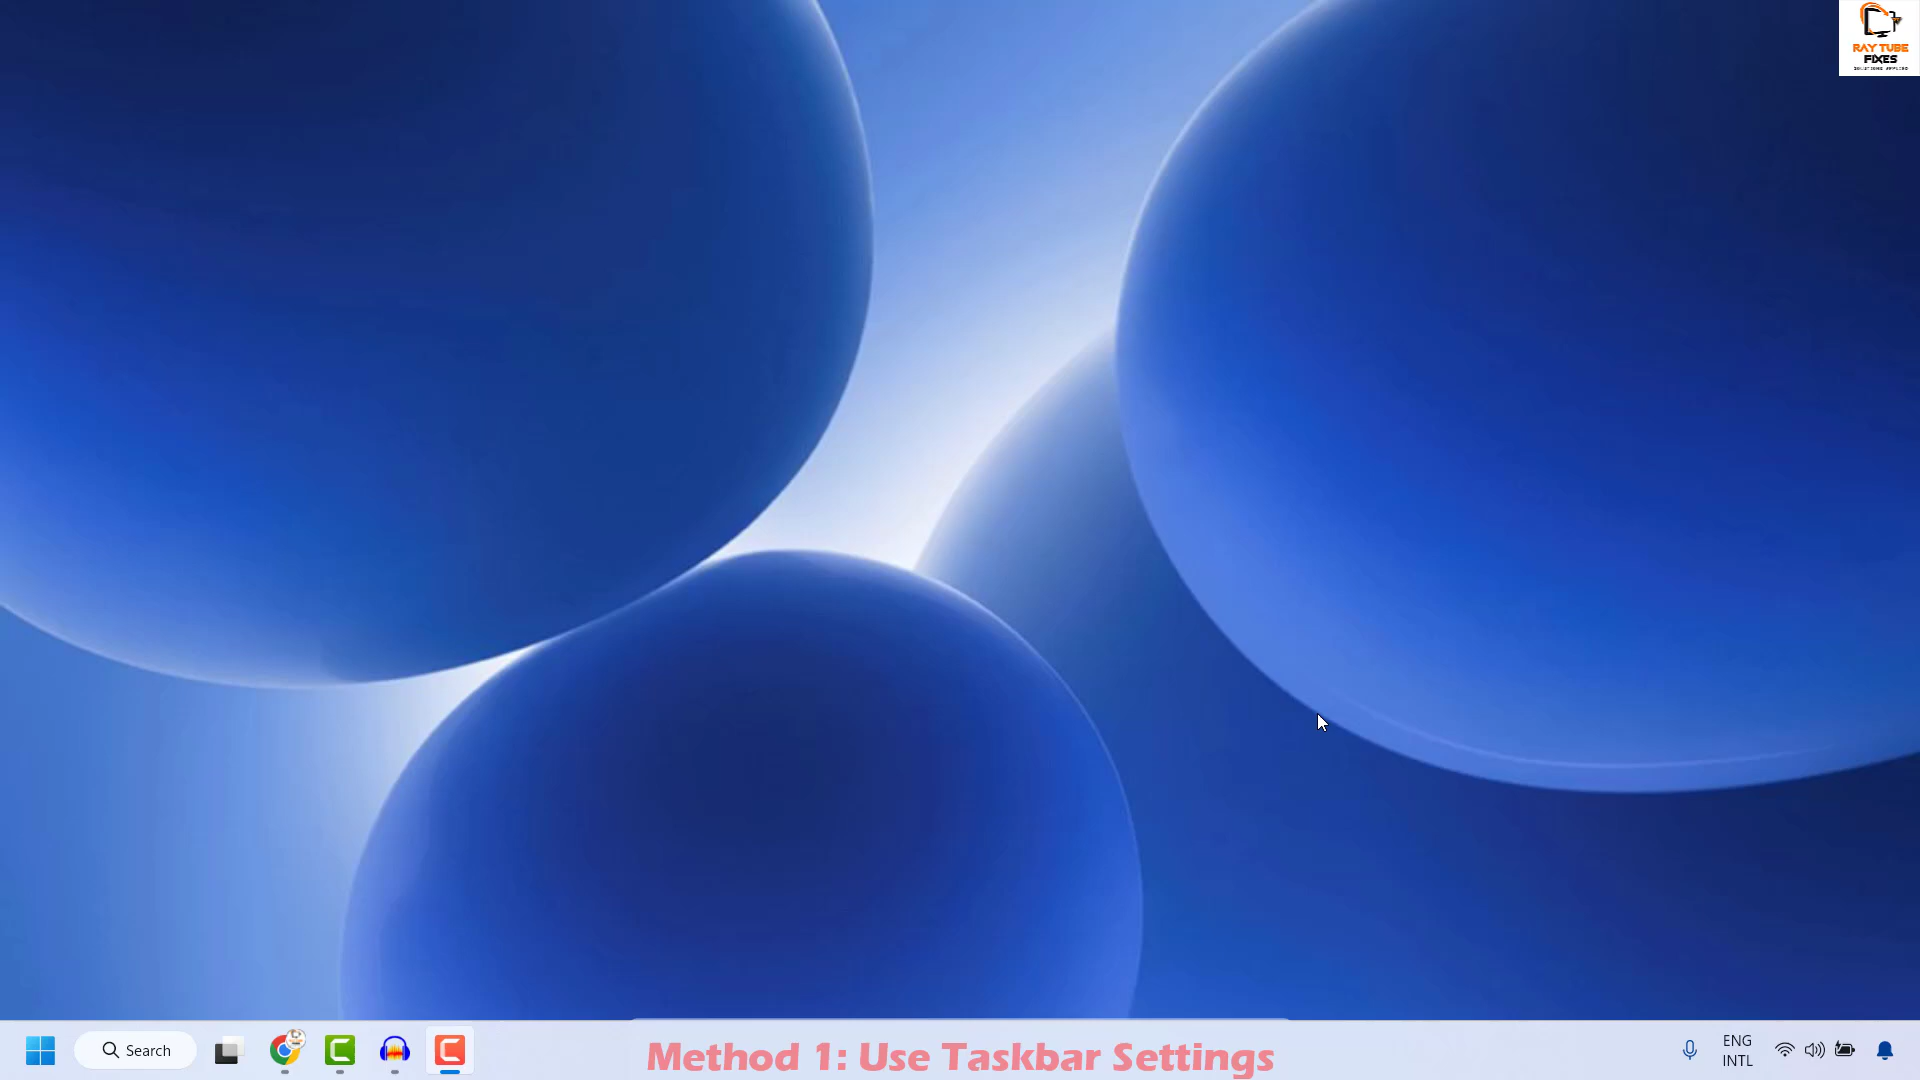 RAY TUBE
FIXES
Search
Method 1: Use Taskbar Settings
ENG
INTL